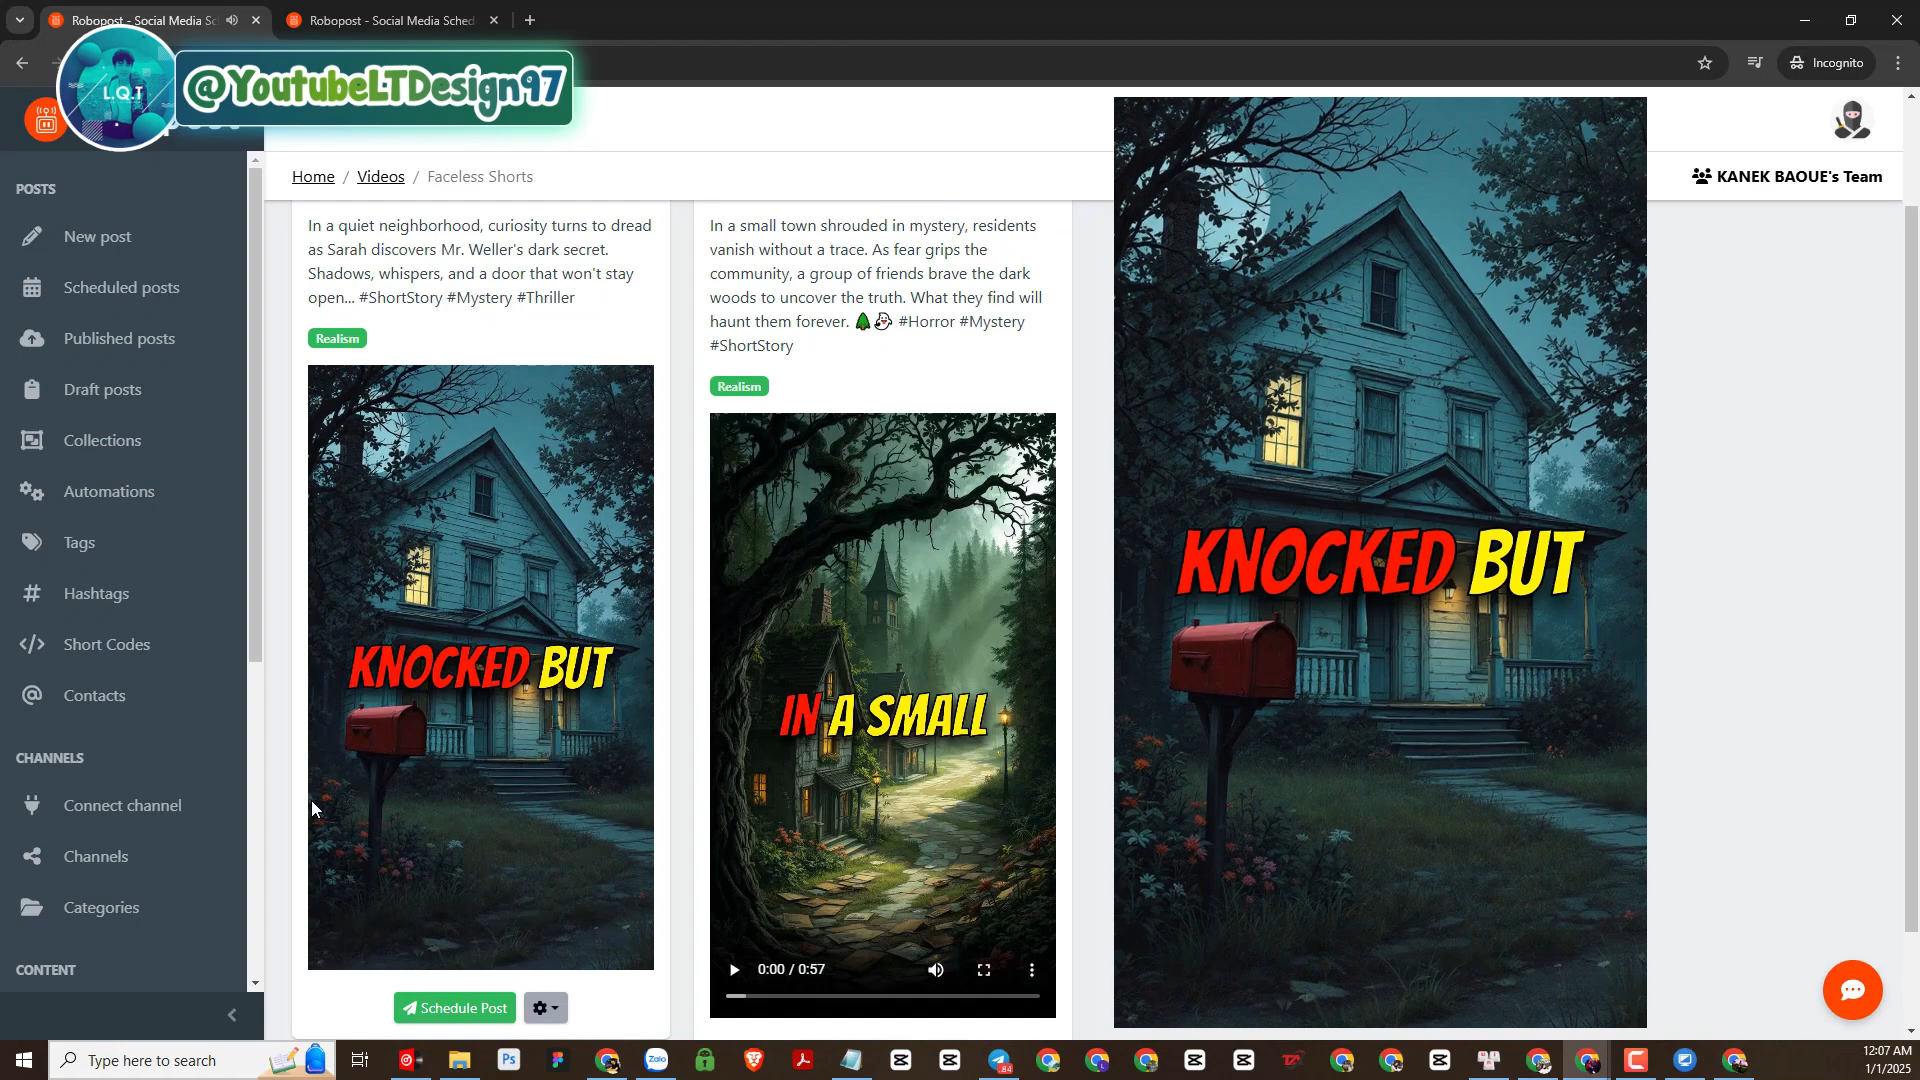 Robopost - Social Media Sc
Robopost - Social Media Sched
Incognito
L.Q.T
@YoutubeLTDesign97
Home / Videos / Faceless Shorts
KANEK BAOUE's Team
POSTS
New post
Scheduled posts
Published posts
Draft posts
Collections
Automations
Tags
Hashtags
Short Codes
Contacts
CHANNELS
Connect channel
Channels
Categories
CONTENT
In a quiet neighborhood, curiosity turns to dread
as Sarah discovers Mr. Weller's dark secret.
Shadows, whispers, and a door that won't stay
open... #ShortStory #Mystery #Thriller
Realism
KNOCKED BUT
Schedule Post
In a small town shrouded in mystery, residents
vanish without a trace. As fear grips the
community, a group of friends brave the dark
woods to uncover the truth. What they find will
haunt them forever. 🌲👻 #Horror #Mystery
#ShortStory
Realism
IN A SMALL
0:00 / 0:57
KNOCKED BUT
Type here to search
Ps
Zalo
84
12:07 AM
1/1/2025